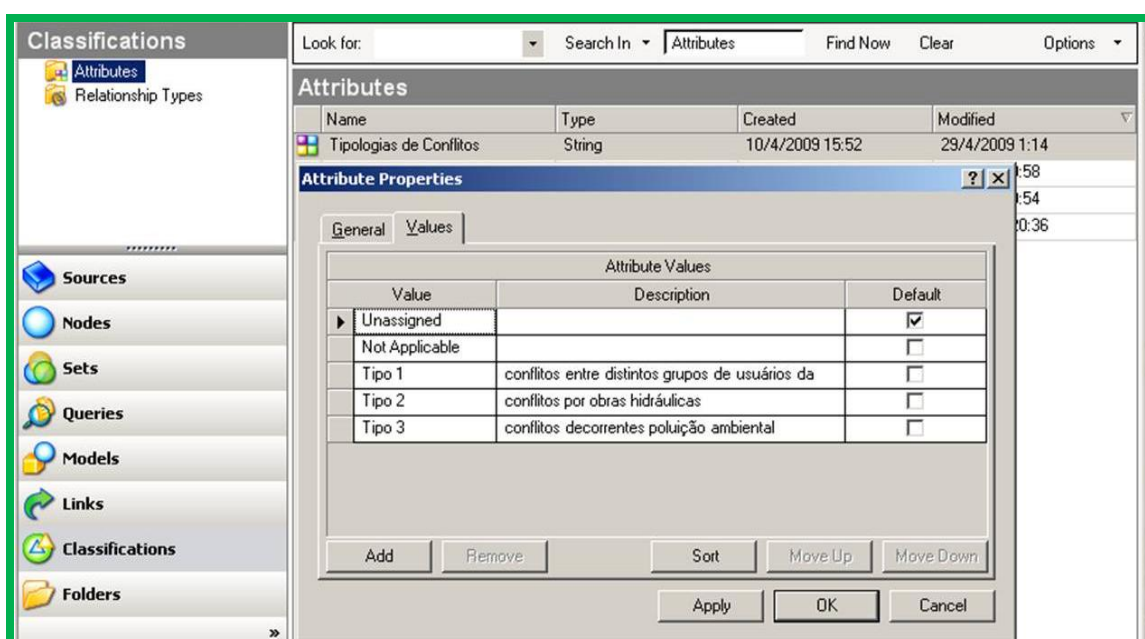 Classifications
Attributes
Relationship Types
Sources
Nodes
Sets
Queries
Models
Links
Classifications
Folders
»
Look for: Search In Attributes Find Now Clear Options
Attributes
Name Type Created Modified
Tipologias de Conflitos String 10/4/2009 15:52 29/4/2009 1:14
:58
:54
0:36
Attribute Properties ? X
General Values
Attribute Values
Value Description Default
Unassigned
Not Applicable
Tipo 1 conflitos entre distintos grupos de usuários da
Tipo 2 conflitos por obras hidráulicas
Tipo 3 conflitos decorrentes poluição ambiental
Add Remove Sort Move Up Move Down
Apply OK Cancel